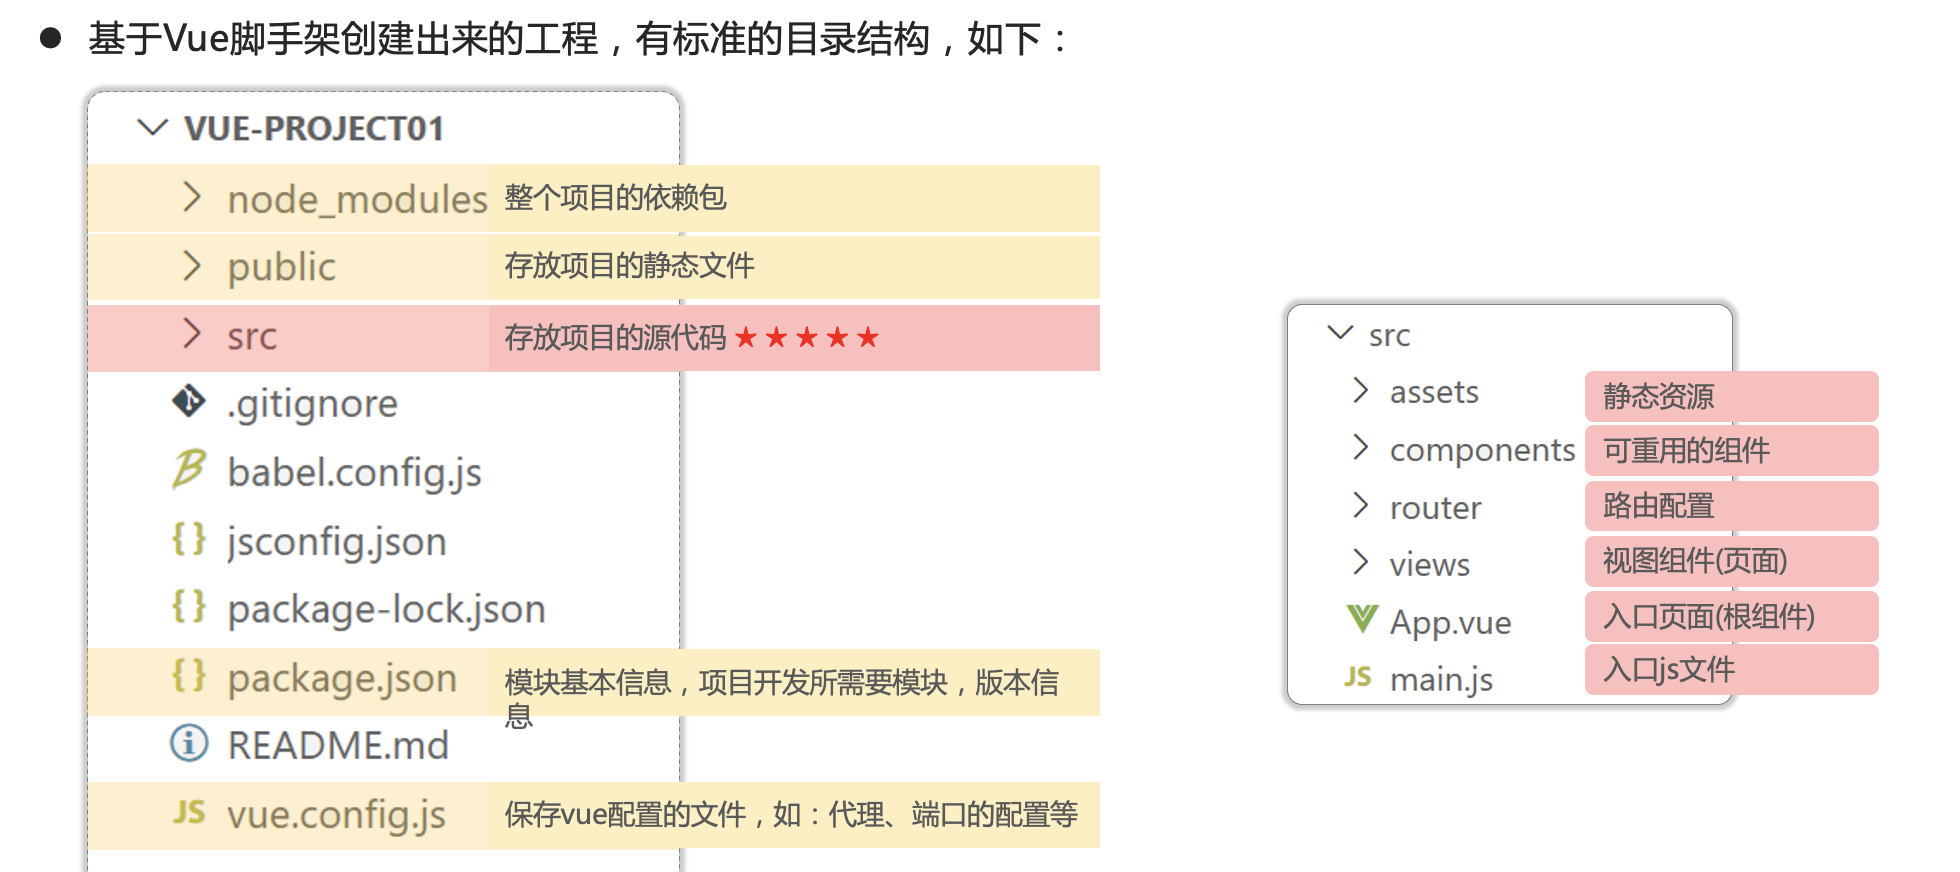 ● 基于Vue脚手架创建出来的工程，有标准的目录结构，如下：
VUE-PROJECT01
node_modules 整个项目的依赖包
public 存放项目的静态文件
src 存放项目的源代码 ★★★★★
.gitignore
babel.config.js
jsconfig.json
package-lock.json
package.json 模块基本信息，项目开发所需要模块，版本信
息
README.md
JS vue.config.js 保存vue配置的文件，如：代理、端口的配置等
src
assets 静态资源
components 可重用的组件
router 路由配置
views 视图组件(页面)
App.vue 入口页面(根组件)
JS main.js 入口js文件